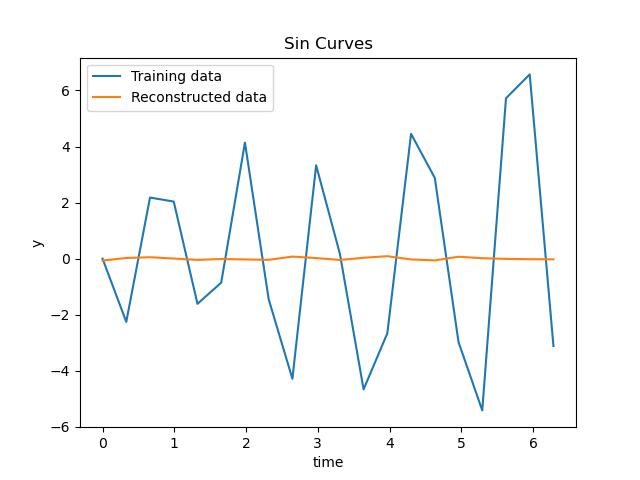 Sin Curves
Training data
Reconstructed data
6
4
2
0
−2
−4
−6
y
0 1 2 3 4 5 6
time